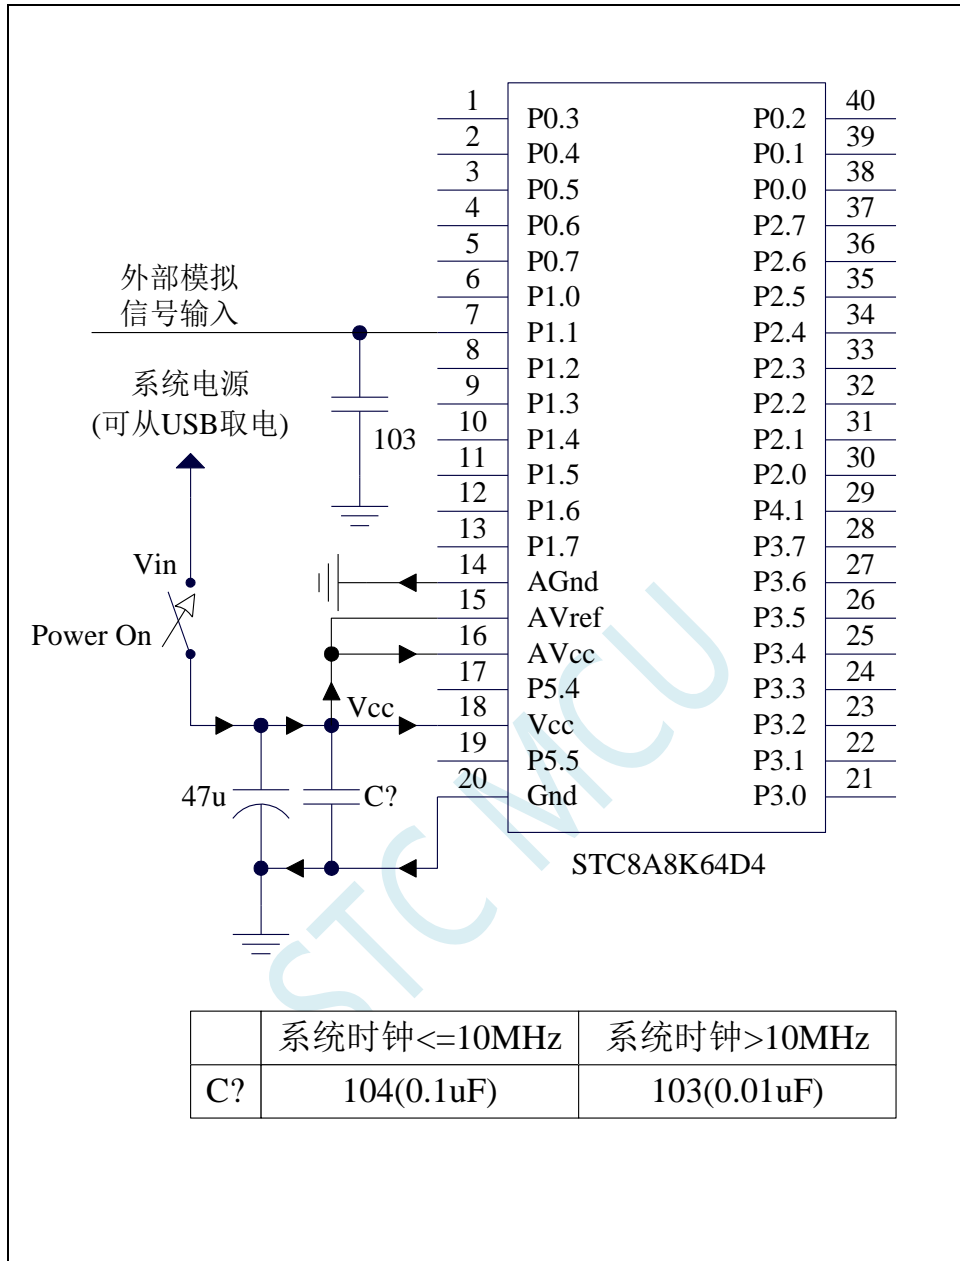 1 P0.3 P0.2 40
2 P0.4 P0.1 39
3 P0.5 P0.0 38
4 P0.6 P2.7 37
5 P0.7 P2.6 36
6 P1.0 P2.5 35
7 P1.1 P2.4 34
8 P1.2 P2.3 33
9 P1.3 P2.2 32
10 P1.4 P2.1 31
11 P1.5 P2.0 30
12 P1.6 P4.1 29
13 P1.7 P3.7 28
14 AGnd P3.6 27
15 AVref P3.5 26
16 AVcc P3.4 25
17 P5.4 P3.3 24
18 Vcc P3.2 23
19 P5.5 P3.1 22
20 Gnd P3.0 21
外部模拟
信号输入
系统电源
(可从USB取电)
103
Vin
Power On
Vcc
47u
C?
STC8A8K64D4
STC MCU
系统时钟<=10MHz 系统时钟>10MHz
C? 104(0.1uF) 103(0.01uF)